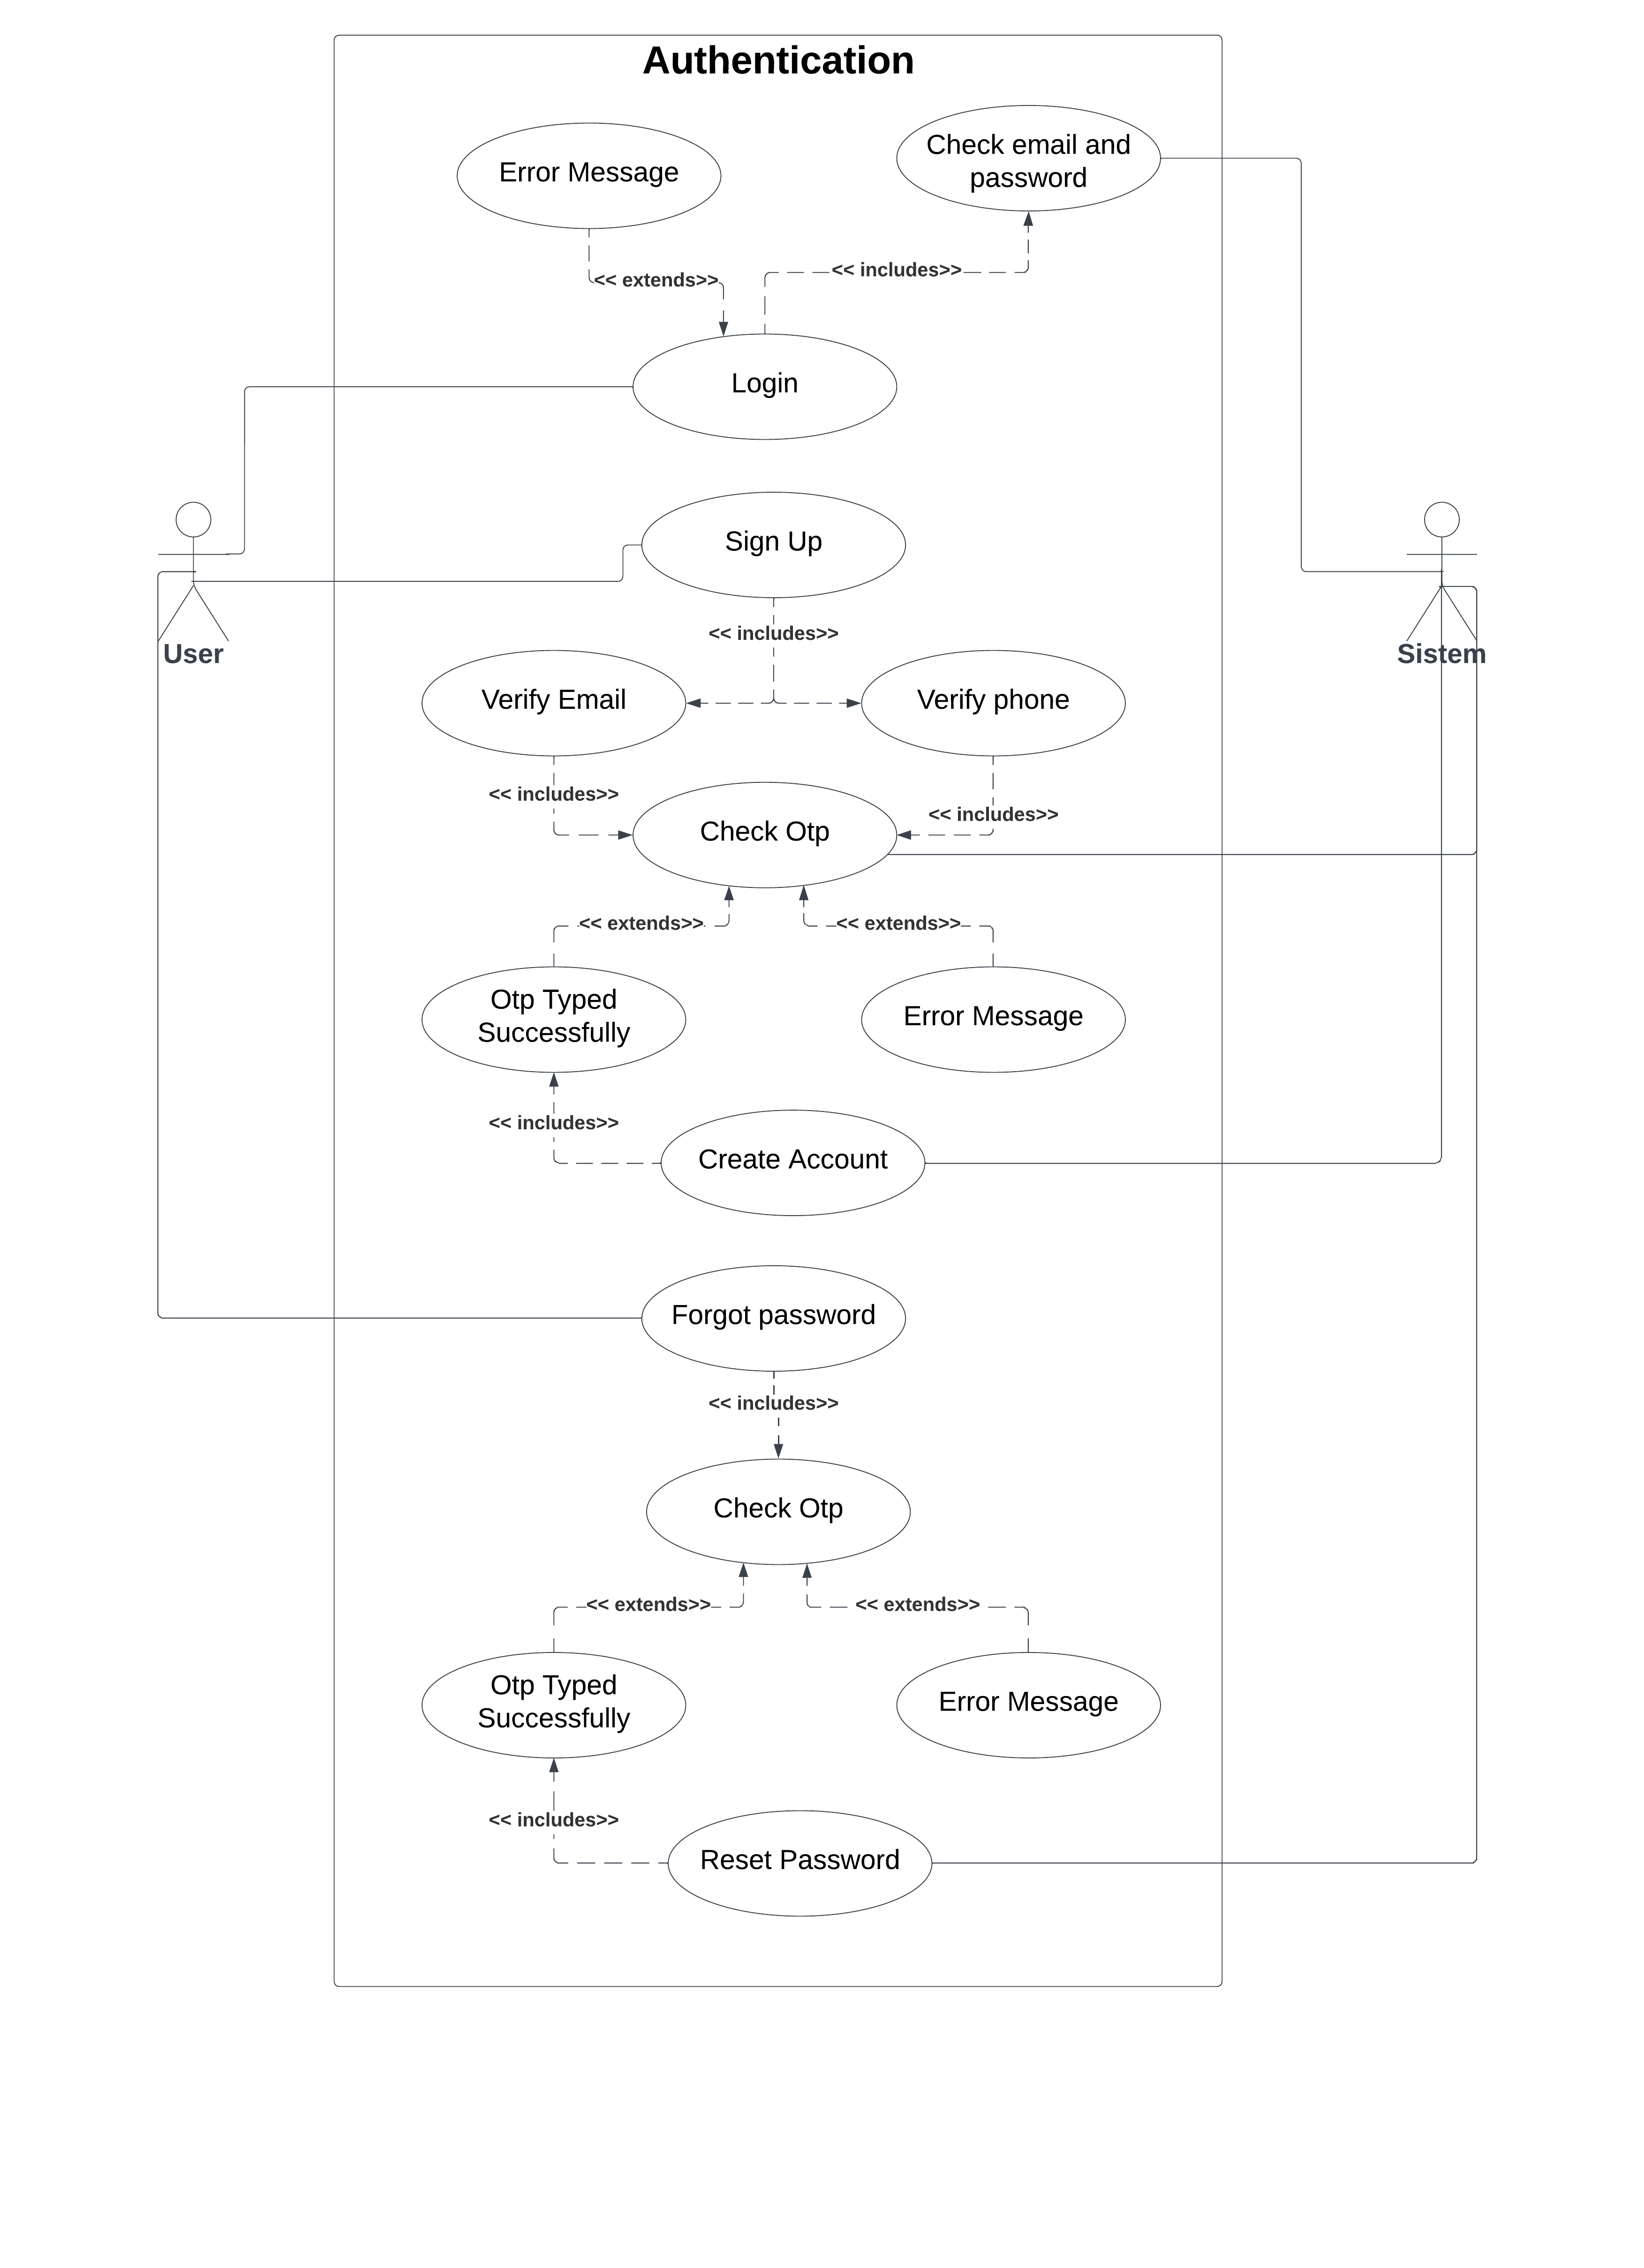 Authentication
Error Message
Check email and
password
<< extends>>
<< includes>>
Login
Sign Up
<< includes>>
User
Sistem
Verify Email
Verify phone
<< includes>>
<< includes>>
Check Otp
<< extends>>
<< extends>>
Otp Typed
Successfully
Error Message
<< includes>>
Create Account
Forgot password
<< includes>>
Check Otp
<< extends>>
<< extends>>
Otp Typed
Successfully
Error Message
<< includes>>
Reset Password